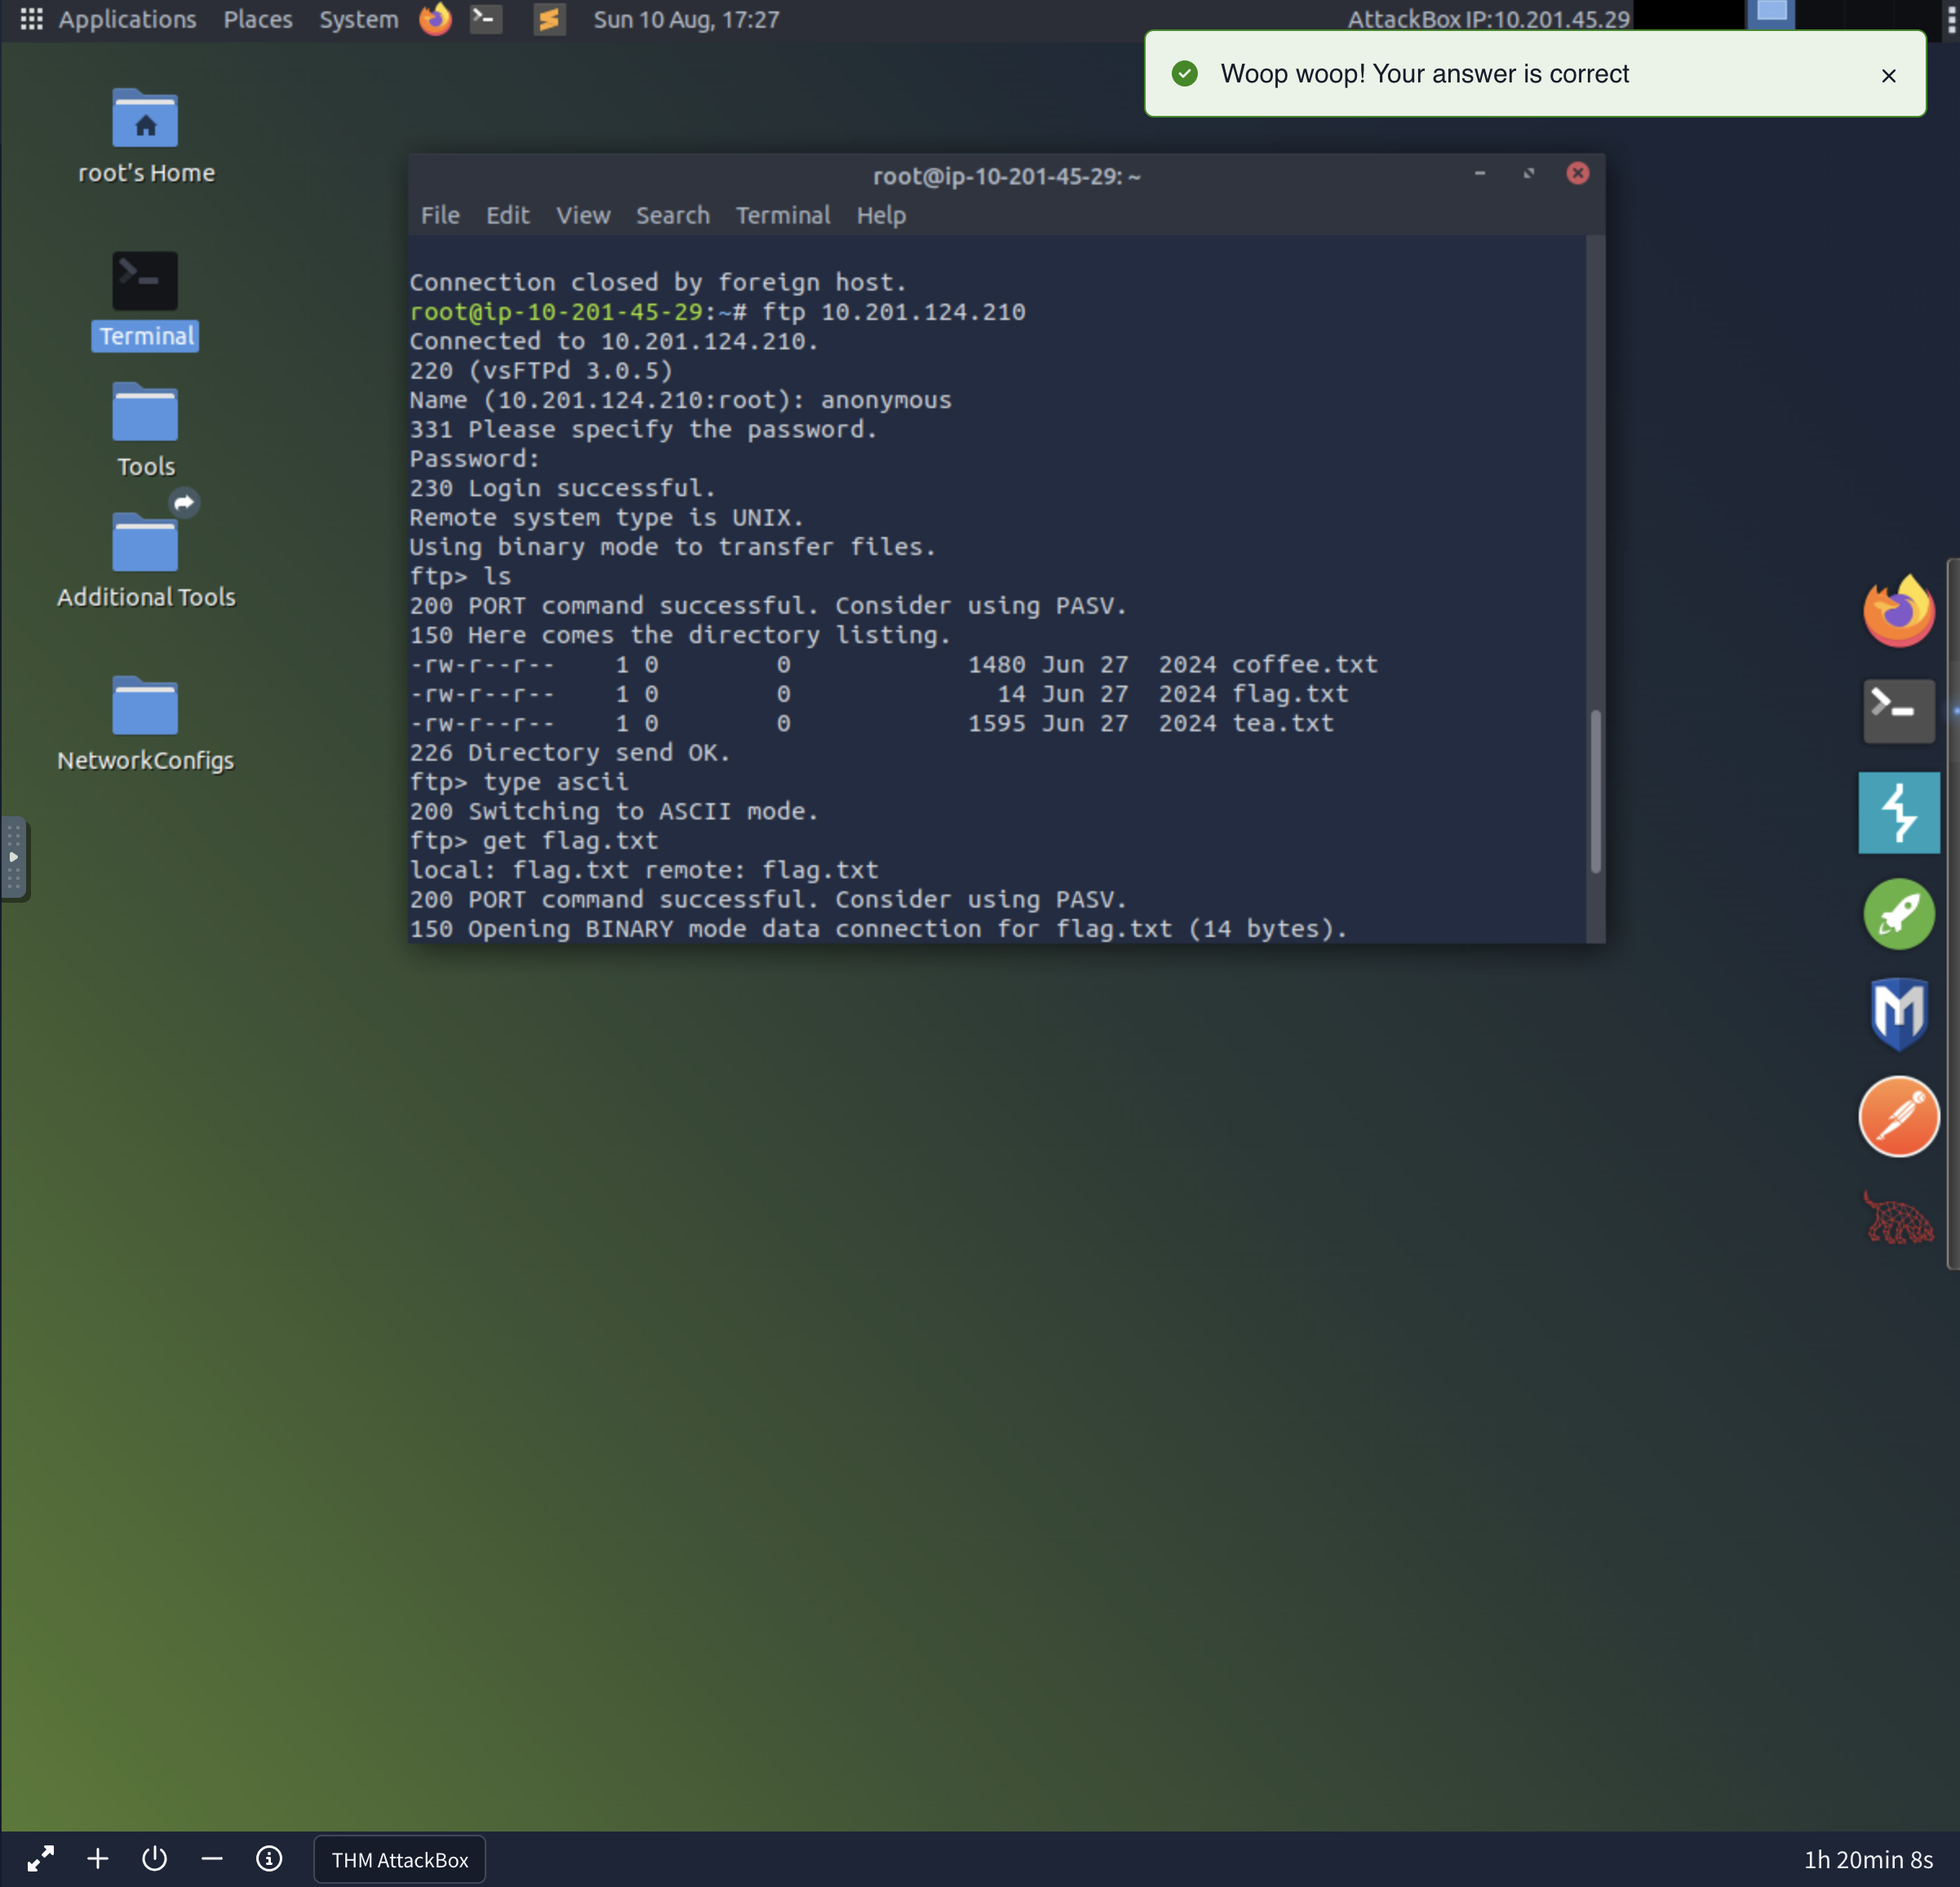 Applications Places System Sun 10 Aug, 17:27 AttackBox IP:10.201.45.29
Woop woop! Your answer is correct
root's Home
Terminal
Tools
Additional Tools
NetworkConfigs
root@ip-10-201-45-29: ~
File Edit View Search Terminal Help
Connection closed by foreign host.
root@ip-10-201-45-29:~# ftp 10.201.124.210
Connected to 10.201.124.210.
220 (vsFTPd 3.0.5)
Name (10.201.124.210:root): anonymous
331 Please specify the password.
Password:
230 Login successful.
Remote system type is UNIX.
Using binary mode to transfer files.
ftp> ls
200 PORT command successful. Consider using PASV.
150 Here comes the directory listing.
-rw-r--r--    1 0        0            1480 Jun 27  2024 coffee.txt
-rw-r--r--    1 0        0              14 Jun 27  2024 flag.txt
-rw-r--r--    1 0        0            1595 Jun 27  2024 tea.txt
226 Directory send OK.
ftp> type ascii
200 Switching to ASCII mode.
ftp> get flag.txt
local: flag.txt remote: flag.txt
200 PORT command successful. Consider using PASV.
150 Opening BINARY mode data connection for flag.txt (14 bytes).
THM AttackBox
1h 20min 8s